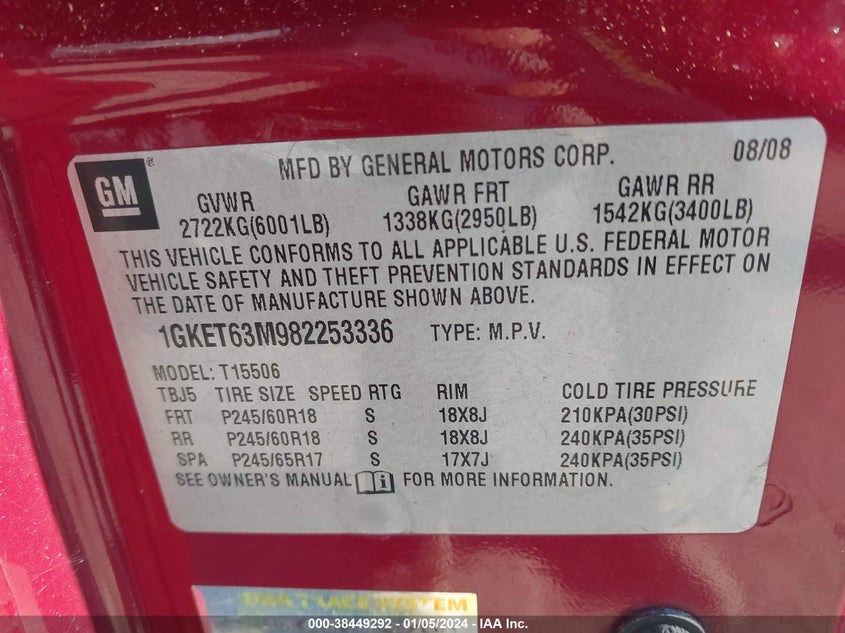 MFD BY GENERAL MOTORS CORP. 08/08
GM®
GVWR GAWR FRT GAWR RR
2722KG(6001LB) 1338KG(2950LB) 1542KG(3400LB)
THIS VEHICLE CONFORMS TO ALL APPLICABLE U.S. FEDERAL MOTOR
VEHICLE SAFETY AND THEFT PREVENTION STANDARDS IN EFFECT ON
THE DATE OF MANUFACTURE SHOWN ABOVE.
1GKET63M982253336 TYPE: M.P.V.
MODEL: T15506
TBJ5 TIRE SIZE SPEED RTG RIM COLD TIRE PRESSURE
FRT P245/60R18 S 18X8J 210KPA(30PSI)
RR P245/60R18 S 18X8J 240KPA(35PSI)
SPA P245/65R17 S 17X7J 240KPA(35PSI)
SEE OWNER'S MANUAL FOR MORE INFORMATION.
SYSTEM
000-38449292 - 01/05/2024 - IAA Inc.